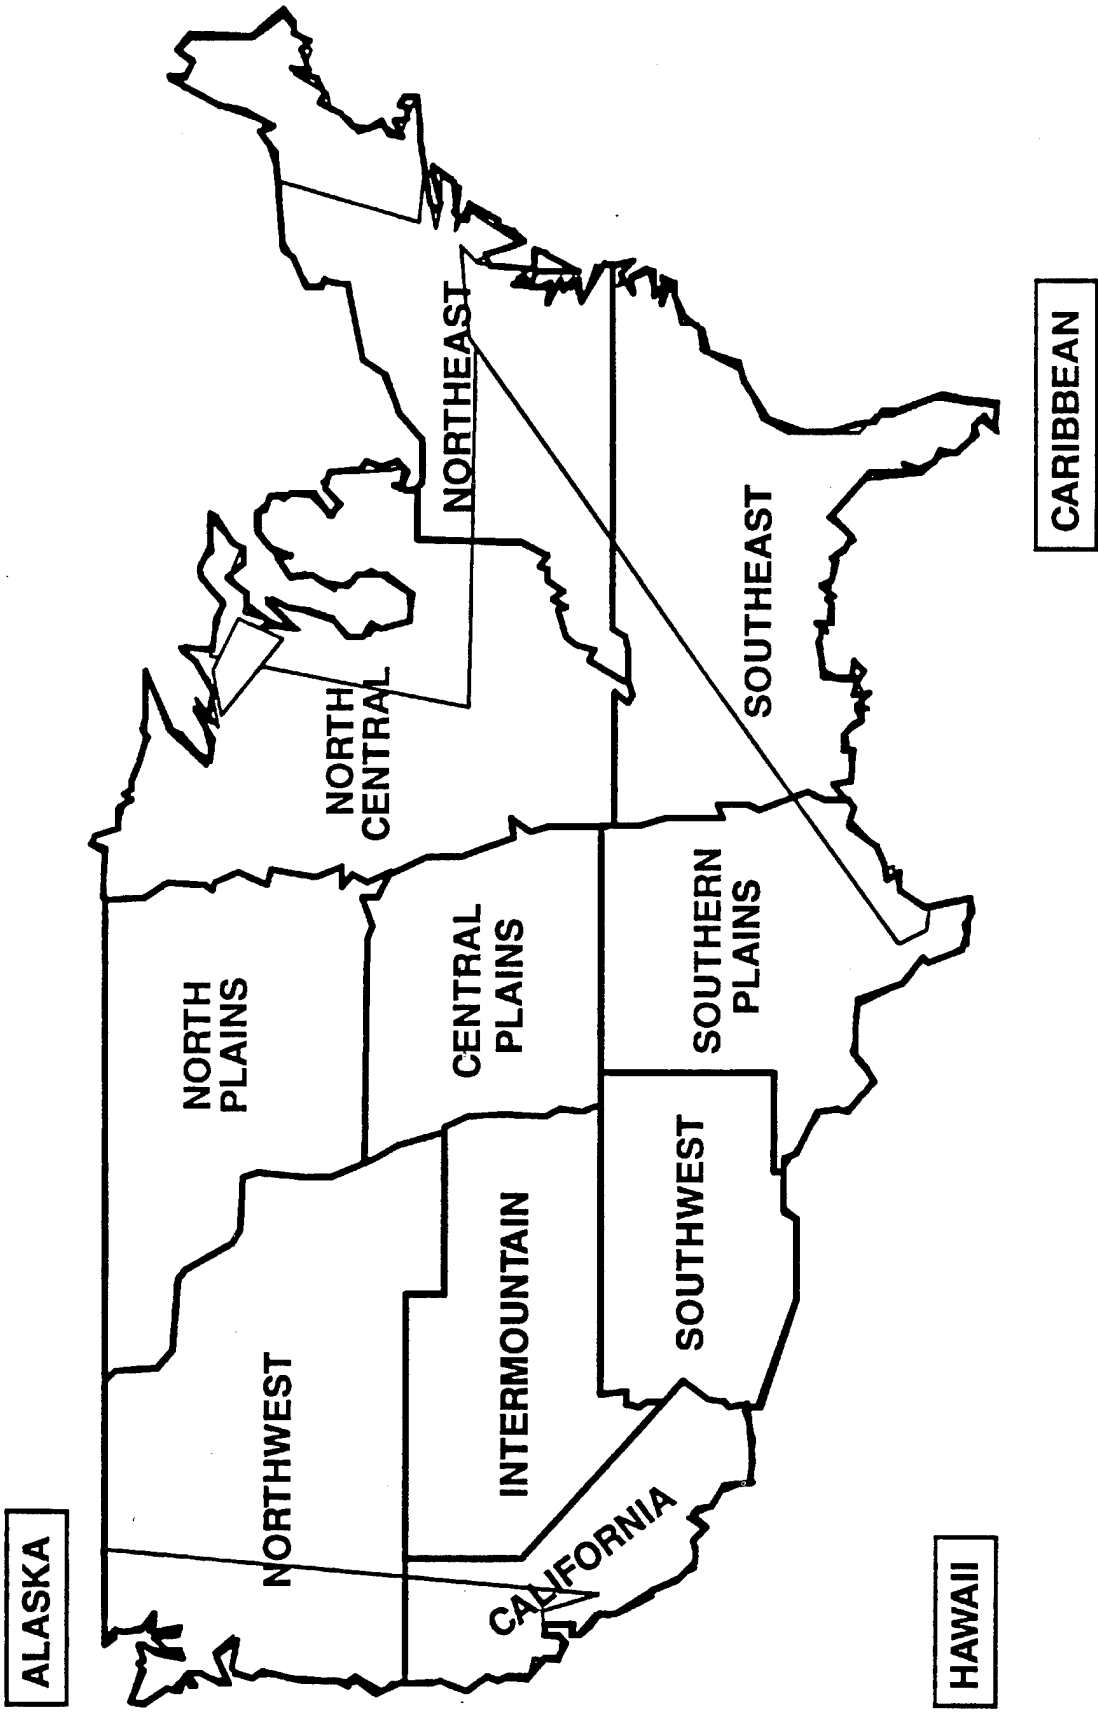 ALASKA
NORTHWEST
NORTH
PLAINS
NORTH
CENTRAL
NORTHEAST
CALIFORNIA
INTERMOUNTAIN
CENTRAL
PLAINS
SOUTHWEST
SOUTHERN
PLAINS
SOUTHEAST
HAWAII
CARIBBEAN